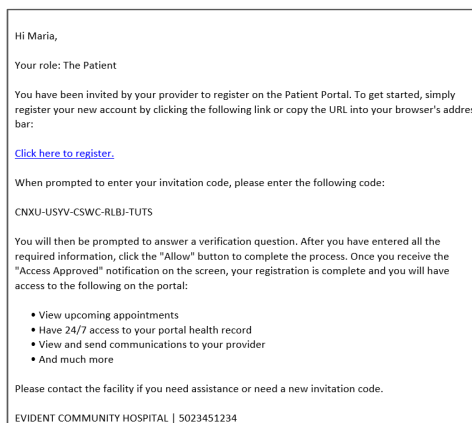 Hi Maria,
Your role: The Patient
You have been invited by your provider to register on the Patient Portal. To get started, simply
register your new account by clicking the following link or copy the URL into your browser's addres
bar:
Click here to register.
When prompted to enter your invitation code, please enter the following code:
CNXU-USYV-CSWC-RLBJ-TUTS
You will then be prompted to answer a verification question. After you have entered all the
required information, click the "Allow" button to complete the process. Once you receive the
"Access Approved" notification on the screen, your registration is complete and you will have
access to the following on the portal:
• View upcoming appointments
• Have 24/7 access to your portal health record
• View and send communications to your provider
• And much more
Please contact the facility if you need assistance or need a new invitation code.
EVIDENT COMMUNITY HOSPITAL | 5023451234